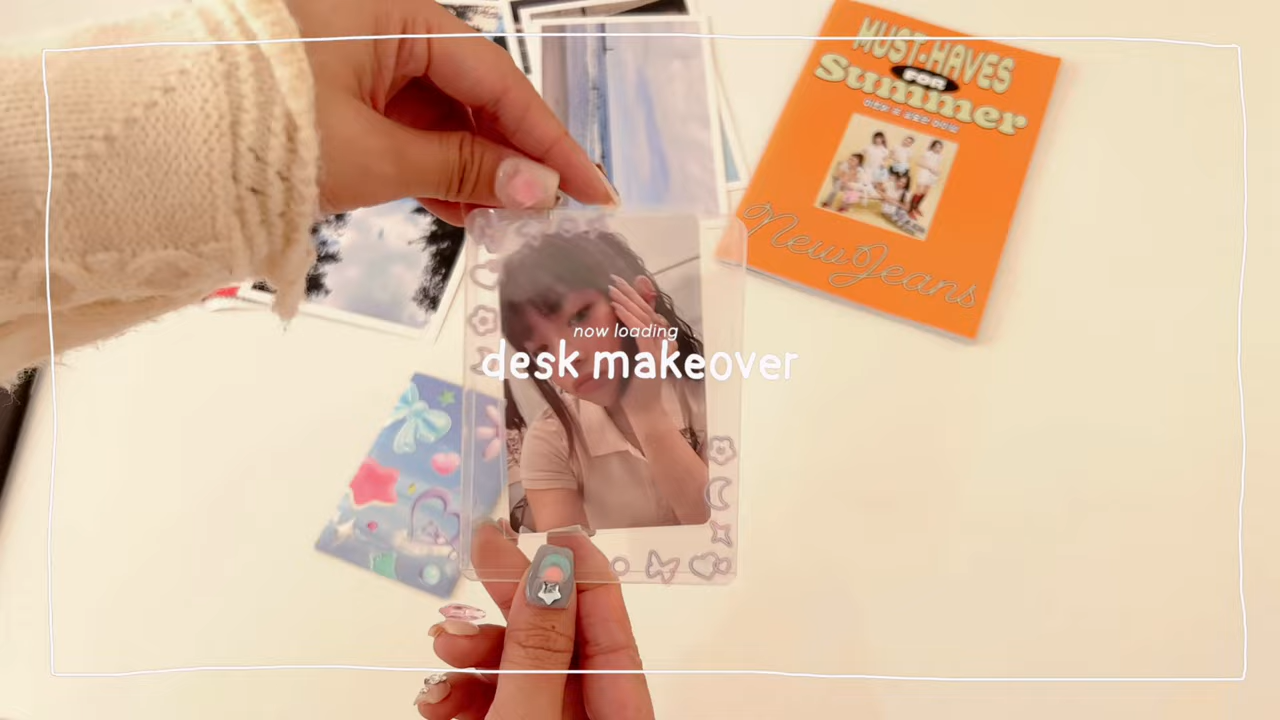 MUST-HAVES
FOR
Summer
NewJeans
now loading
desk makeover